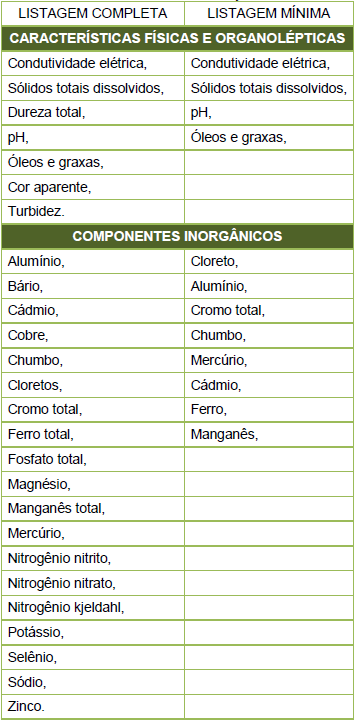 LISTAGEM COMPLETA LISTAGEM MÍNIMA
CARACTERÍSTICAS FÍSICAS E ORGANOLÉPTICAS
Condutividade elétrica, Condutividade elétrica,
Sólidos totais dissolvidos, Sólidos totais dissolvidos,
Dureza total, pH,
pH, Óleos e graxas,
Óleos e graxas,
Cor aparente,
Turbidez.
COMPONENTES INORGÂNICOS
Alumínio, Cloreto,
Bário, Alumínio,
Cádmio, Cromo total,
Cobre, Chumbo,
Chumbo, Mercúrio,
Cloretos, Cádmio,
Cromo total, Ferro,
Ferro total, Manganês,
Fosfato total,
Magnésio,
Manganês total,
Mercúrio,
Nitrogênio nitrito,
Nitrogênio nitrato,
Nitrogênio kjeldahl,
Potássio,
Selênio,
Sódio,
Zinco.